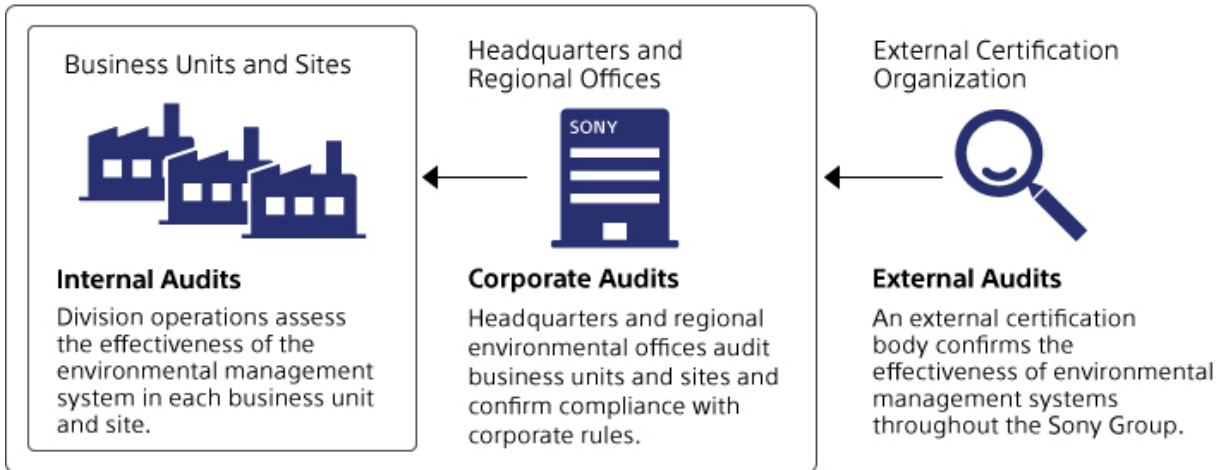 Business Units and Sites
Internal Audits
Division operations assess
the effectiveness of the
environmental management
system in each business unit
and site.
Headquarters and
Regional Offices
SONY
Corporate Audits
Headquarters and regional
environmental offices audit
business units and sites and
confirm compliance with
corporate rules.
External Certification
Organization
External Audits
An external certification
body confirms the
effectiveness of environmental
management systems
throughout the Sony Group.